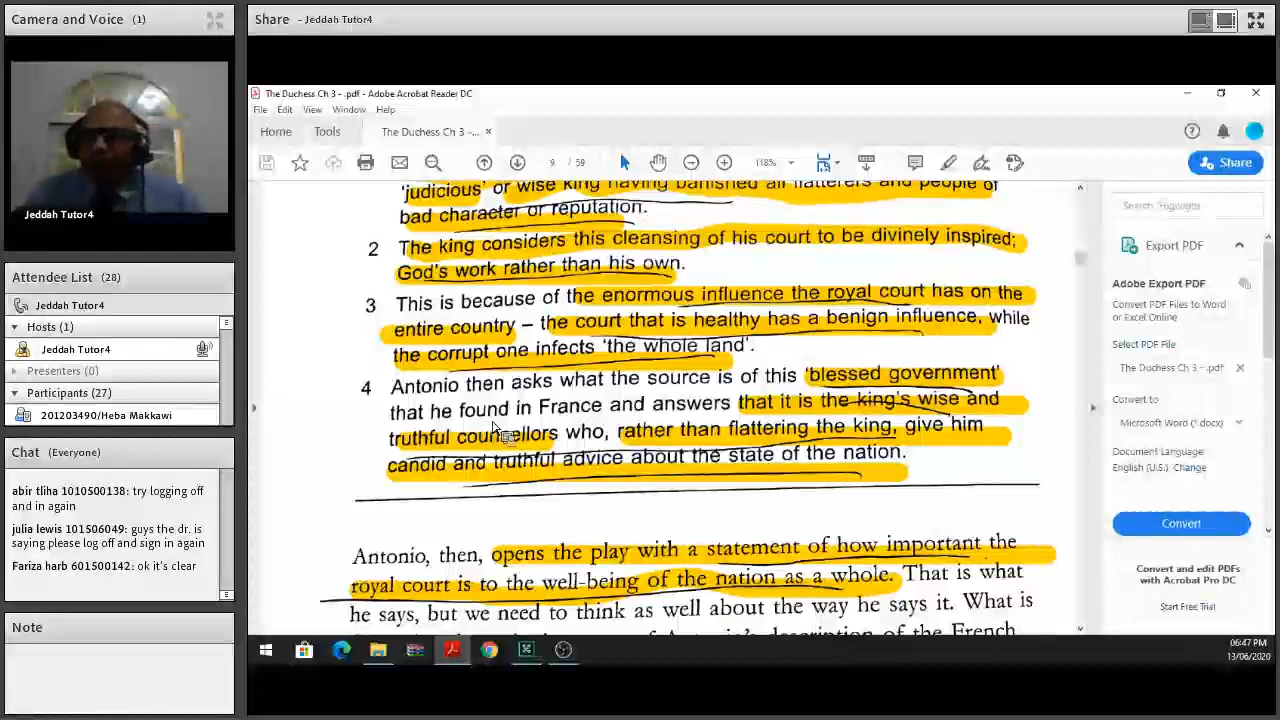 Camera and Voice (1)
Jeddah Tutor4
Attendee List (28)
Jeddah Tutor4
Hosts (1)
Jeddah Tutor4
Presenters (0)
Participants (27)
201203490/Heba Makkawi
Chat (Everyone)
abir tliha 1010500138: try logging off
and in again
julia lewis 101506049: guys the dr. is
saying please log off and sign in again
Fariza harb 601500142: ok it's clear
Note
Share - Jeddah Tutor4
The Duchess Ch 3 - .pdf - Adobe Acrobat Reader DC
File Edit View Window Help
Home Tools The Duchess Ch 3 -... ×
9 / 59 118% Share
'judicious' or wise king having banished all flatterers and people of
bad character or reputation.
2 The king considers this cleansing of his court to be divinely inspired;
God's work rather than his own.
3 This is because of the enormous influence the royal court has on the
entire country – the court that is healthy has a benign influence, while
the corrupt one infects 'the whole land'.
4 Antonio then asks what the source is of this 'blessed government'
that he found in France and answers that it is the king's wise and
truthful counsellors who, rather than flattering the king, give him
candid and truthful advice about the state of the nation.
Antonio, then, opens the play with a statement of how important the
royal court is to the well-being of the nation as a whole. That is what
he says, but we need to think as well about the way he says it. What is
of Antonio's description of the French
Search 'Highlight'
Export PDF
Adobe Export PDF
Convert PDF Files to Word
or Excel Online
Select PDF File
The Duchess Ch 3 - .pdf ×
Convert to
Microsoft Word (*.docx)
Document Language:
English (U.S.) Change
Convert
Convert and edit PDFs
with Acrobat Pro DC
Start Free Trial
06:47 PM
13/06/2020